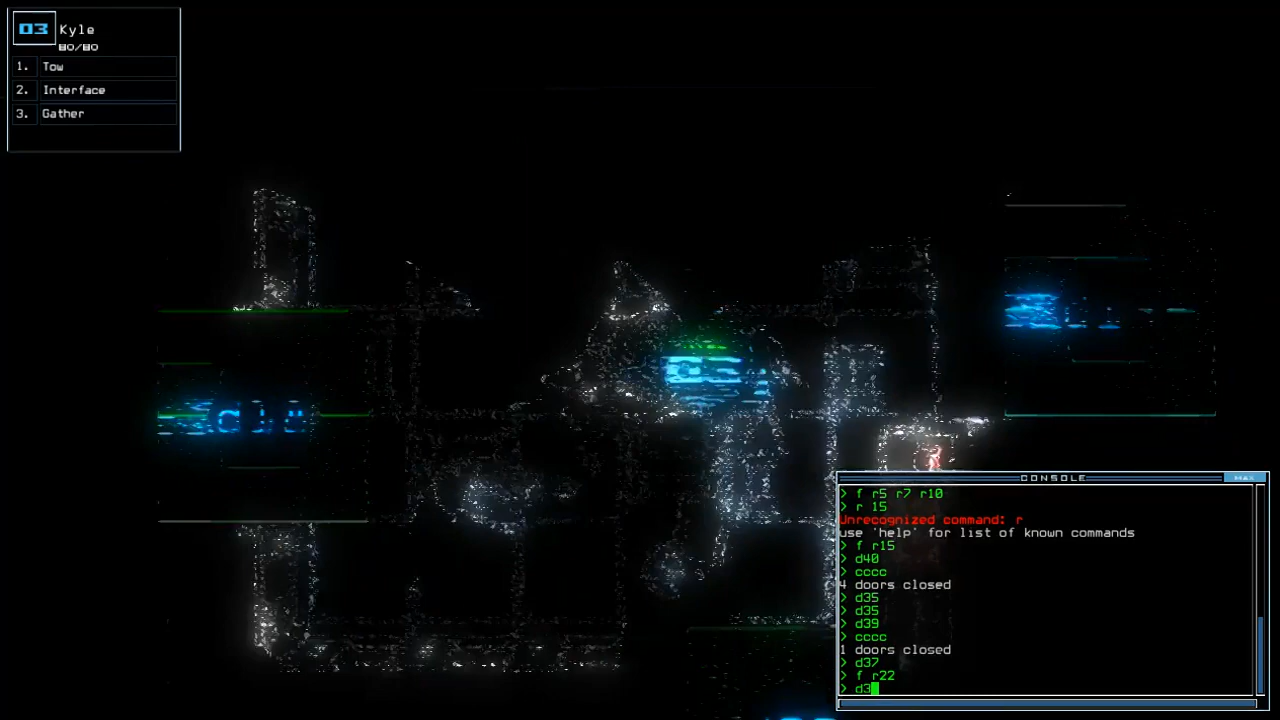 03 Kyle
80/80
1. Tow
2. Interface
3. Gather
CONSOLE
MAX
> f r5 r7 r10
> r 15
Unrecognized command: r
use 'help' for list of known commands
> f r15
> d40
> cccc
4 doors closed
> d35
> d35
> d39
> cccc
1 doors closed
> d37
> f r22
> d3